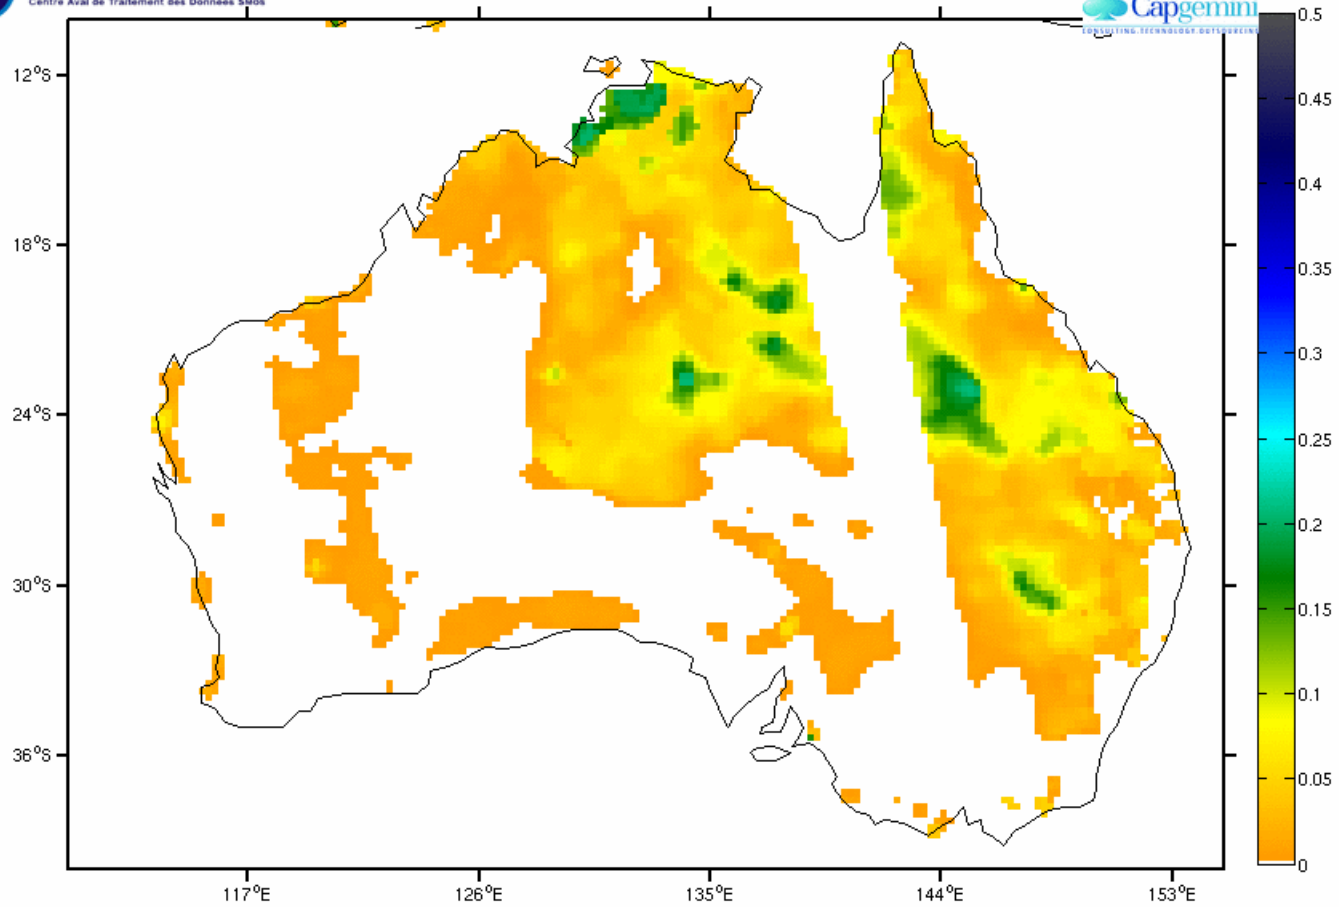 Centre Aval de Traitement des Données SMOS
Capgemini
CONSULTING.TECHNOLOGY.OUTSOURCING
0.5
0.45
0.4
0.35
0.3
0.25
0.2
0.15
0.1
0.05
0
12°S
18°S
24°S
30°S
36°S
117°E
126°E
135°E
144°E
153°E